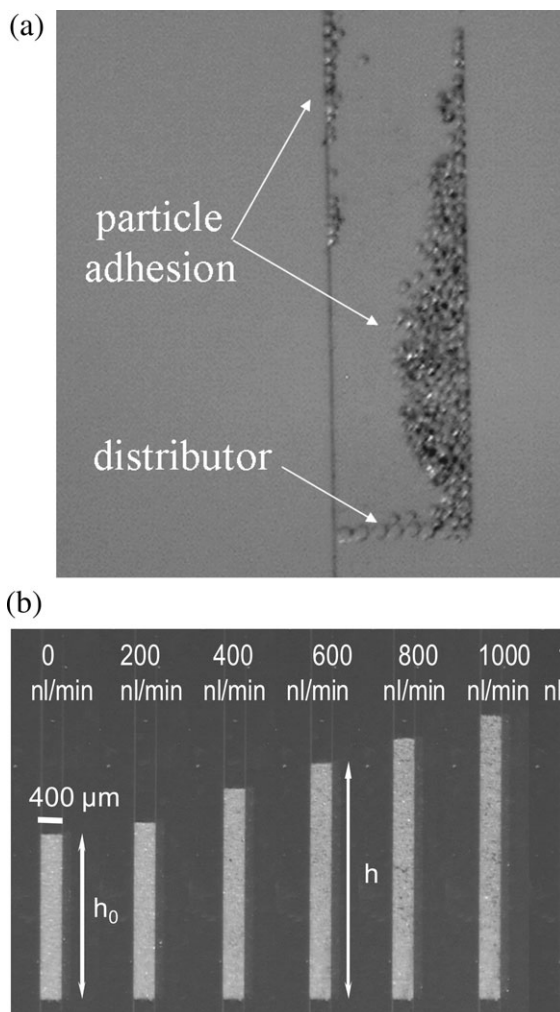 (a)
particle
adhesion
distributor
(b)
0 200 400 600 800 1000
nl/min nl/min nl/min nl/min nl/min nl/min
400 µm
h₀
h